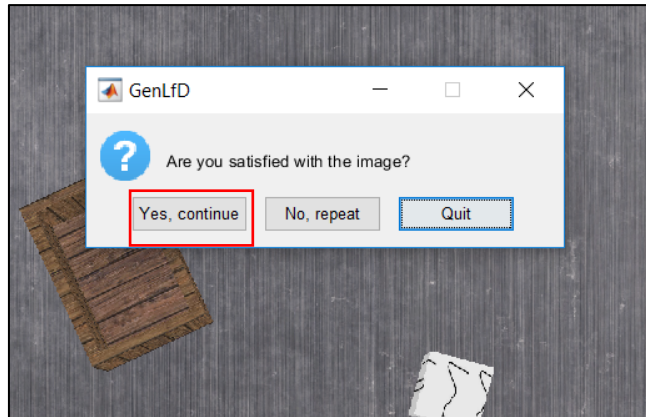 GenLfD
Are you satisfied with the image?
Yes, continue No, repeat Quit